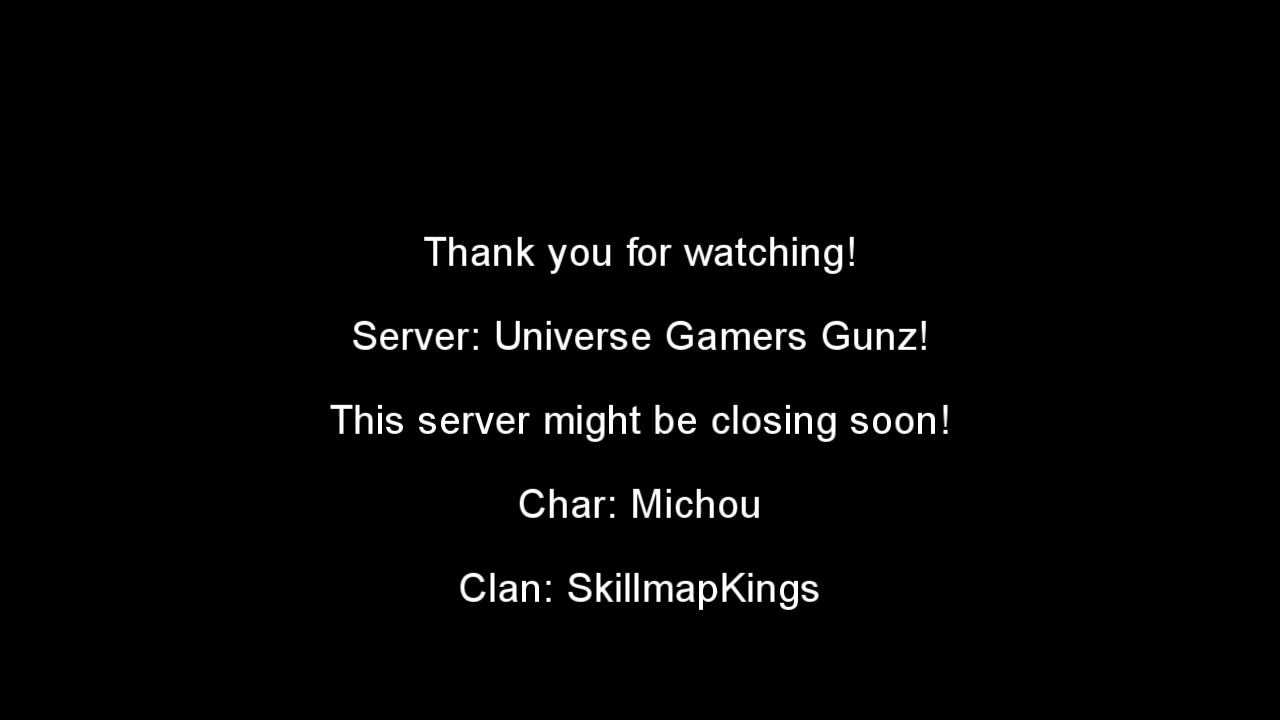 Thank you for watching!
Server: Universe Gamers Gunz!
This server might be closing soon!
Char: Michou
Clan: SkillmapKings